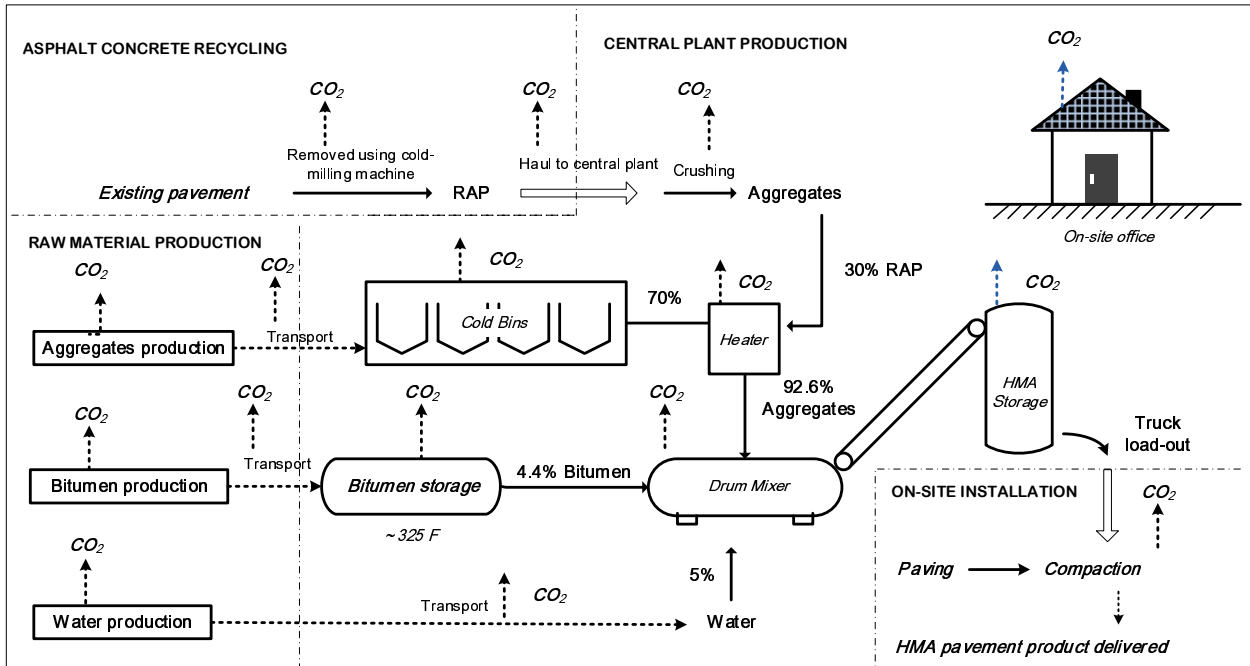 ASPHALT CONCRETE RECYCLING
CO2
Removed using cold-
milling machine
Existing pavement
RAP
CO2
Haul to central plant
CENTRAL PLANT PRODUCTION
CO2
Crushing
Aggregates
CO2
On-site office
RAW MATERIAL PRODUCTION
CO2
CO2
Aggregates production
Transport
CO2
Cold Bins
70%
CO2
Heater
30% RAP
92.6%
Aggregates
CO2
CO2
Bitumen production
Transport
CO2
Bitumen storage
~325 F
4.4% Bitumen
CO2
Drum Mixer
CO2
HMA
Storage
Truck
load-out
CO2
Water production
Transport
CO2
5%
Water
ON-SITE INSTALLATION
CO2
Paving
Compaction
HMA pavement product delivered